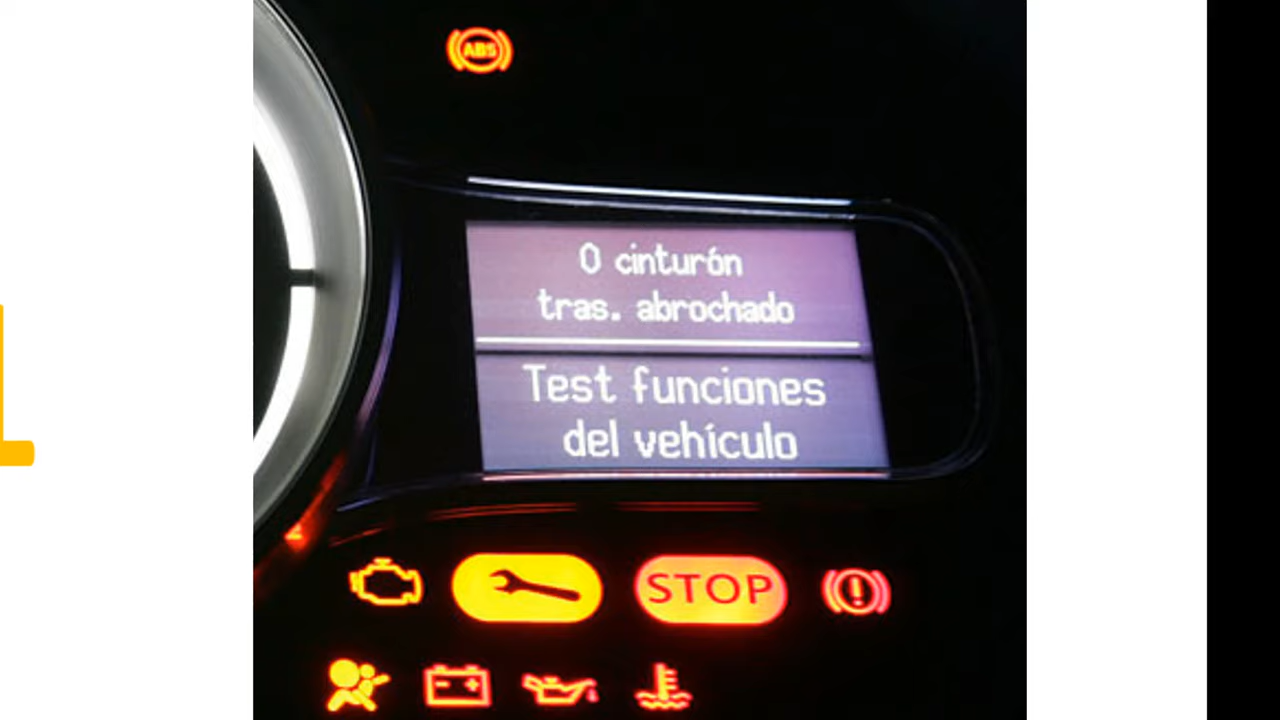 ABS
0 cinturón
tras. abrochado
Test funciones
del vehículo
STOP